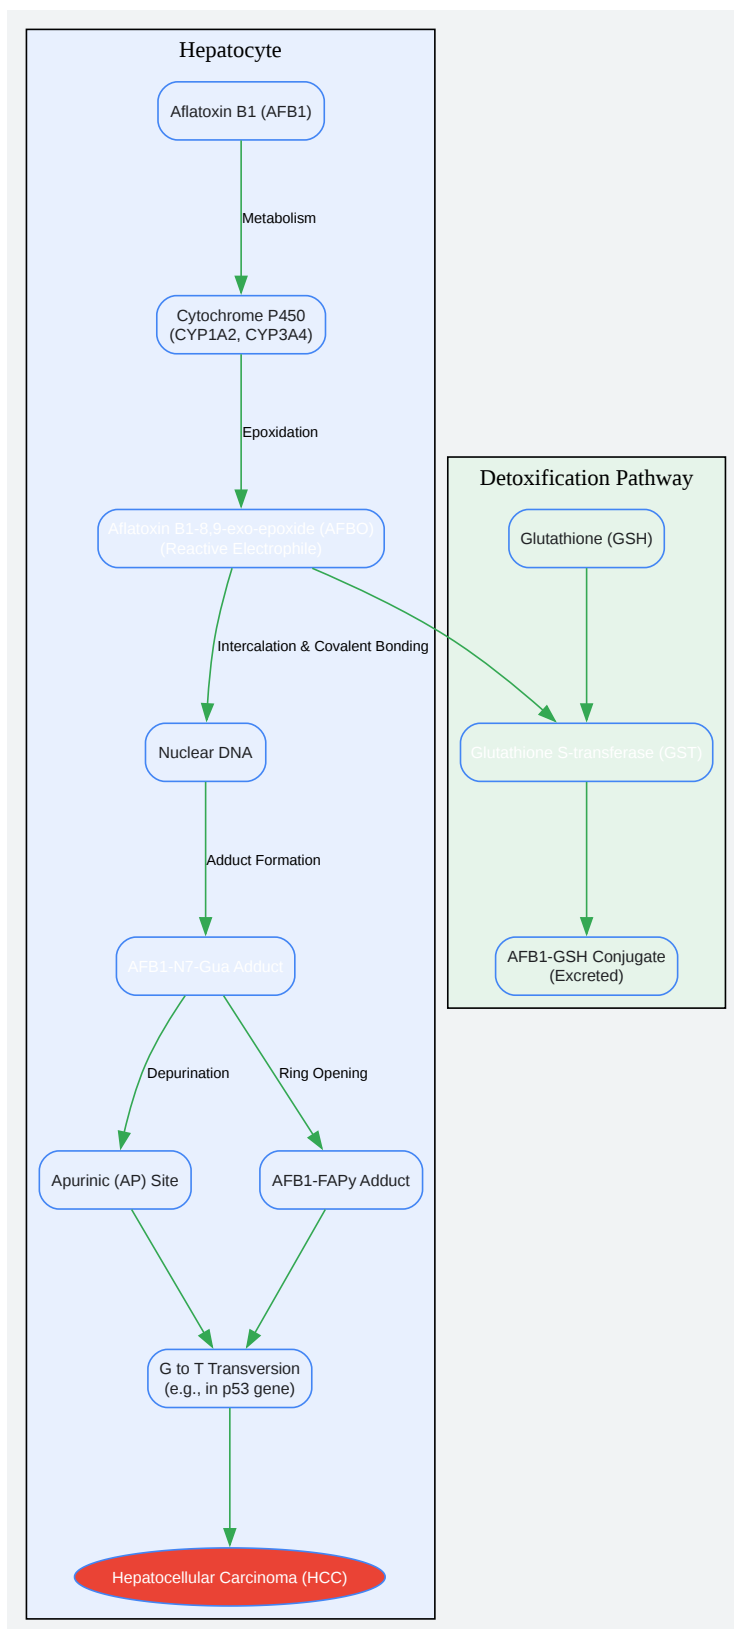 Hepatocyte
Aflatoxin B1 (AFB1)
Metabolism
Cytochrome P450
(CYP1A2, CYP3A4)
Epoxidation
Aflatoxin B1-8,9-exo-epoxide (AFBO)
(Reactive Electrophile)
Intercalation & Covalent Bonding
Nuclear DNA
Adduct Formation
AFB1-N7-Gua Adduct
Depurination
Ring Opening
Apurinic (AP) Site
AFB1-FAPy Adduct
G to T Transversion
(e.g., in p53 gene)
Hepatocellular Carcinoma (HCC)
Detoxification Pathway
Glutathione (GSH)
Glutathione S-transferase (GST)
AFB1-GSH Conjugate
(Excreted)